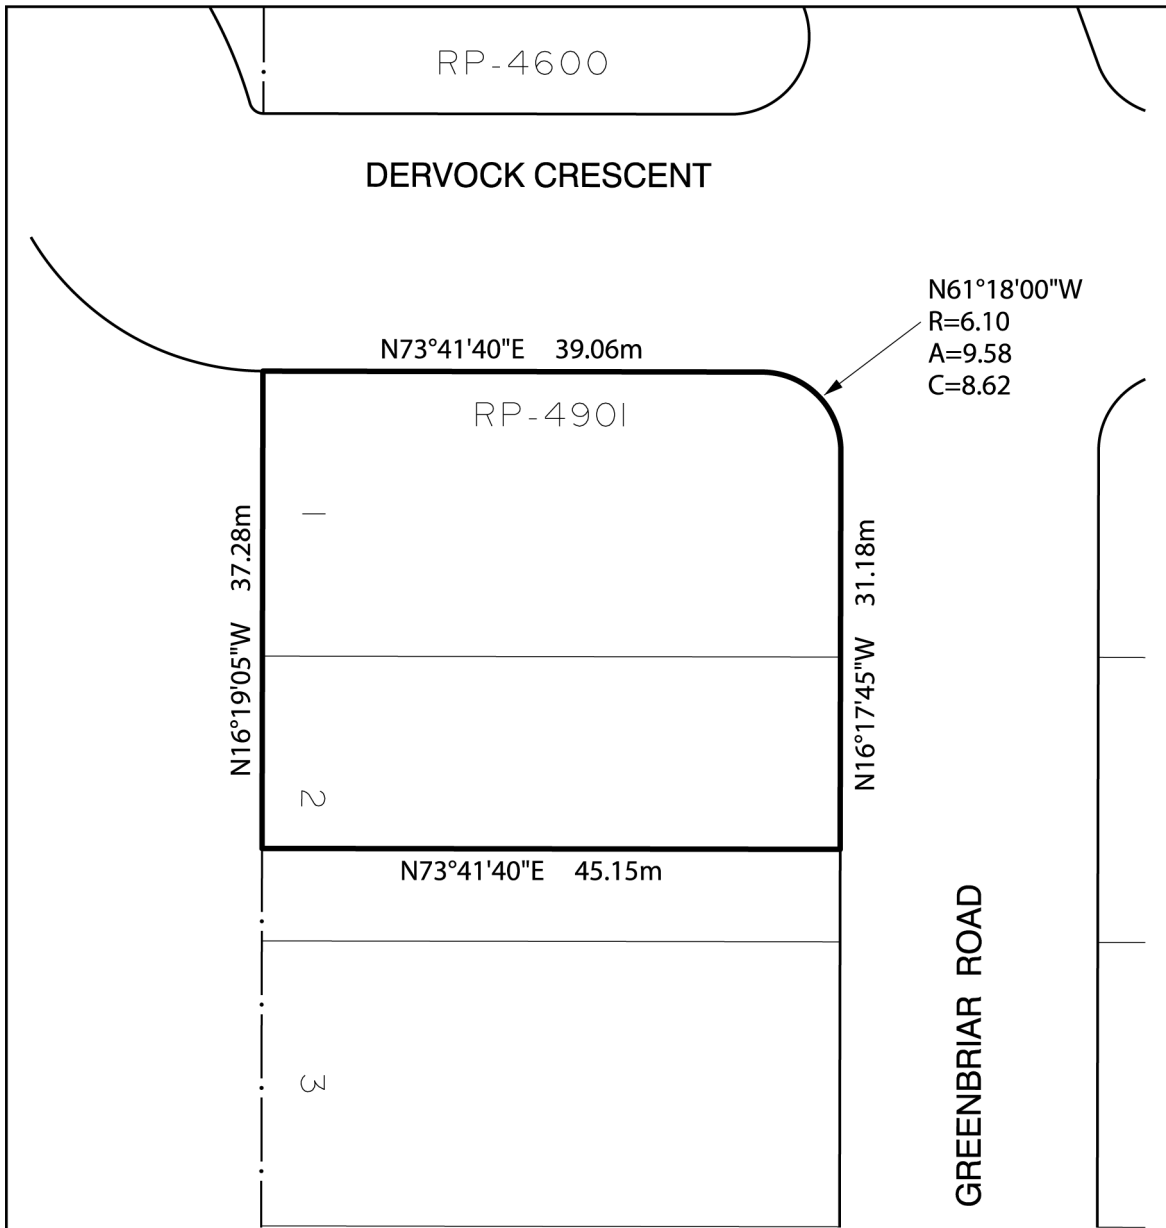 RP-4600
DERVOCK CRESCENT
N61°18'00"W
R=6.10
A=9.58
C=8.62
N73°41'40"E 39.06m
RP-4901
1
N16°19'05"W 37.28m
N16°17'45"W 31.18m
2
N73°41'40"E 45.15m
3
GREENBRIAR ROAD